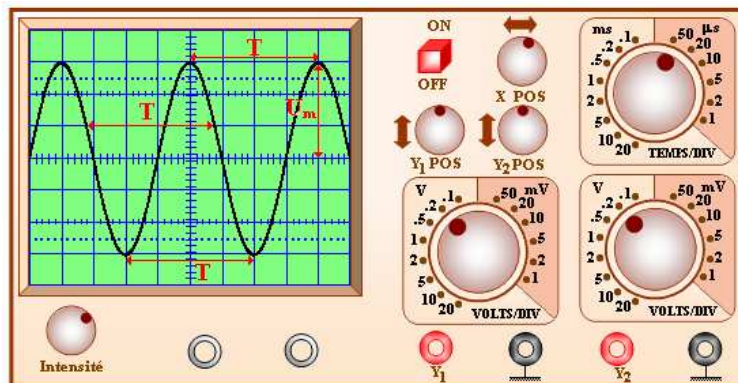 ON
OFF
X POS
Y1 POS
Y2 POS
T
T
Um
T
Intensité
ms
µs
.1
.2
.5
1
2
5
10
20
50
20
10
5
2
1
TEMPS/DIV
V
mV
.1
.2
.5
1
2
5
10
20
50
20
10
5
2
1
VOLTS/DIV
V
mV
.1
.2
.5
1
2
5
10
20
50
20
10
5
2
1
VOLTS/DIV
Y1
Y2